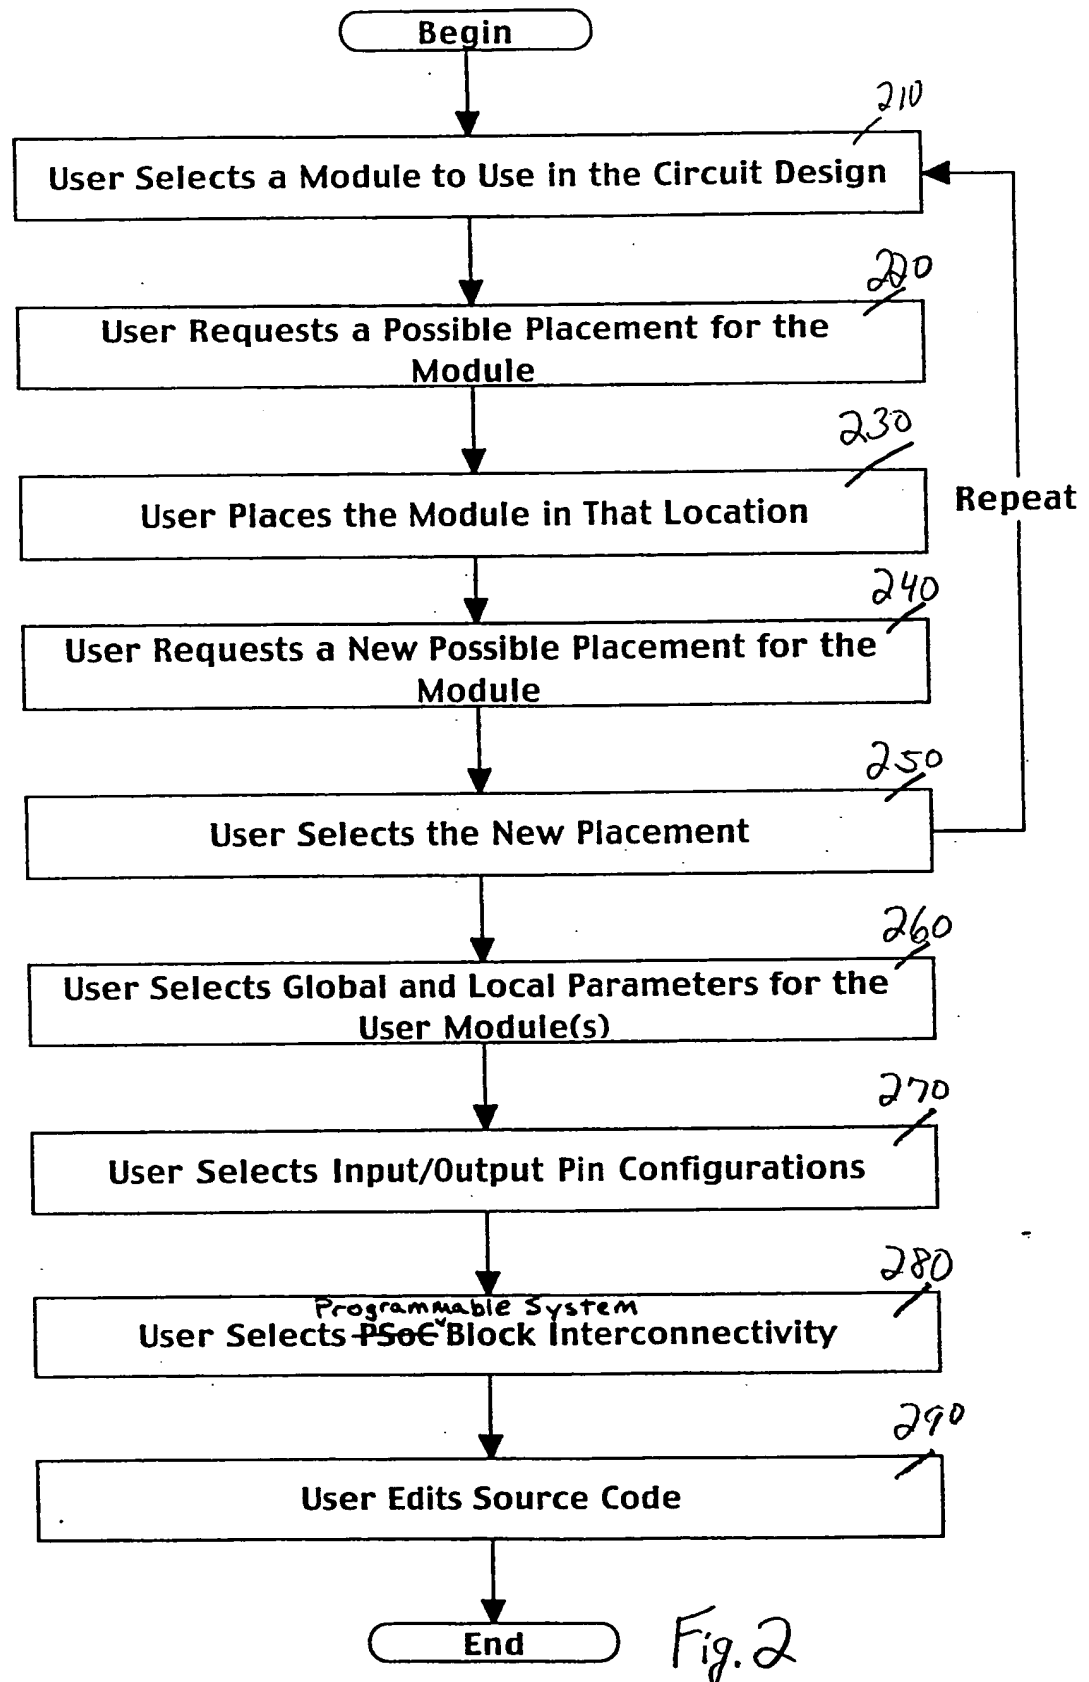 Begin
210
User Selects a Module to Use in the Circuit Design
220
User Requests a Possible Placement for the
Module
230
User Places the Module in That Location
Repeat
240
User Requests a New Possible Placement for the
Module
250
User Selects the New Placement
260
User Selects Global and Local Parameters for the
User Module(s)
270
User Selects Input/Output Pin Configurations
280
Programmable System
User Selects PSoC Block Interconnectivity
290
User Edits Source Code
End
Fig. 2